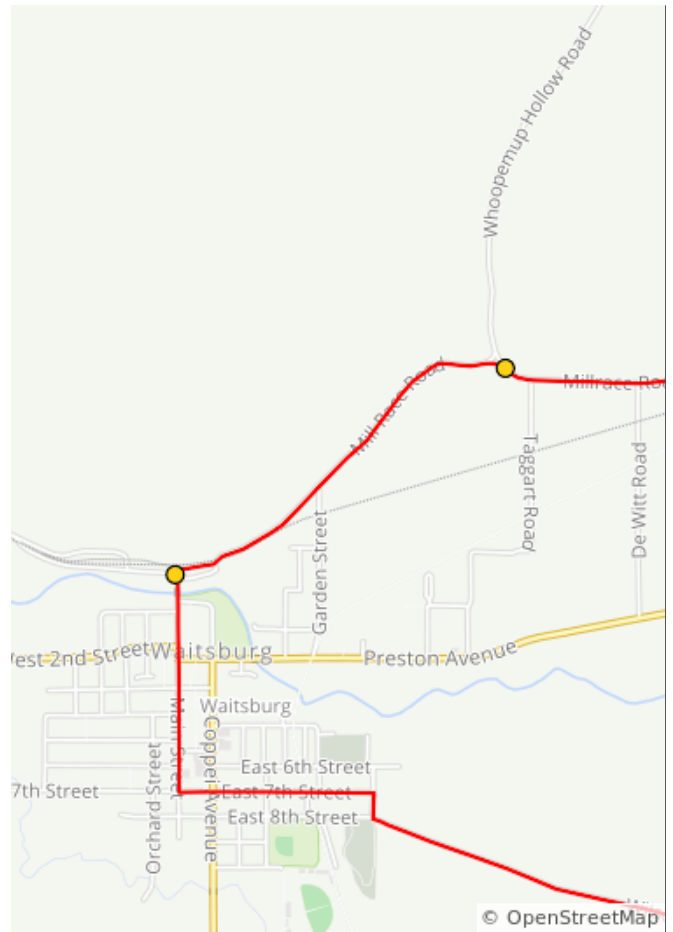 Whoopemup Hollow Road
Mill Race Road
Millrace Roa
Taggart Road
De Witt Road
Garden Street
Vest 2nd Street
Waitsburg
Preston Avenue
Waitsburg
Main Street
Coppei Avenue
Orchard Street
East 6th Street
7th Street
East 7th Street
East 8th Street
© OpenStreetMap